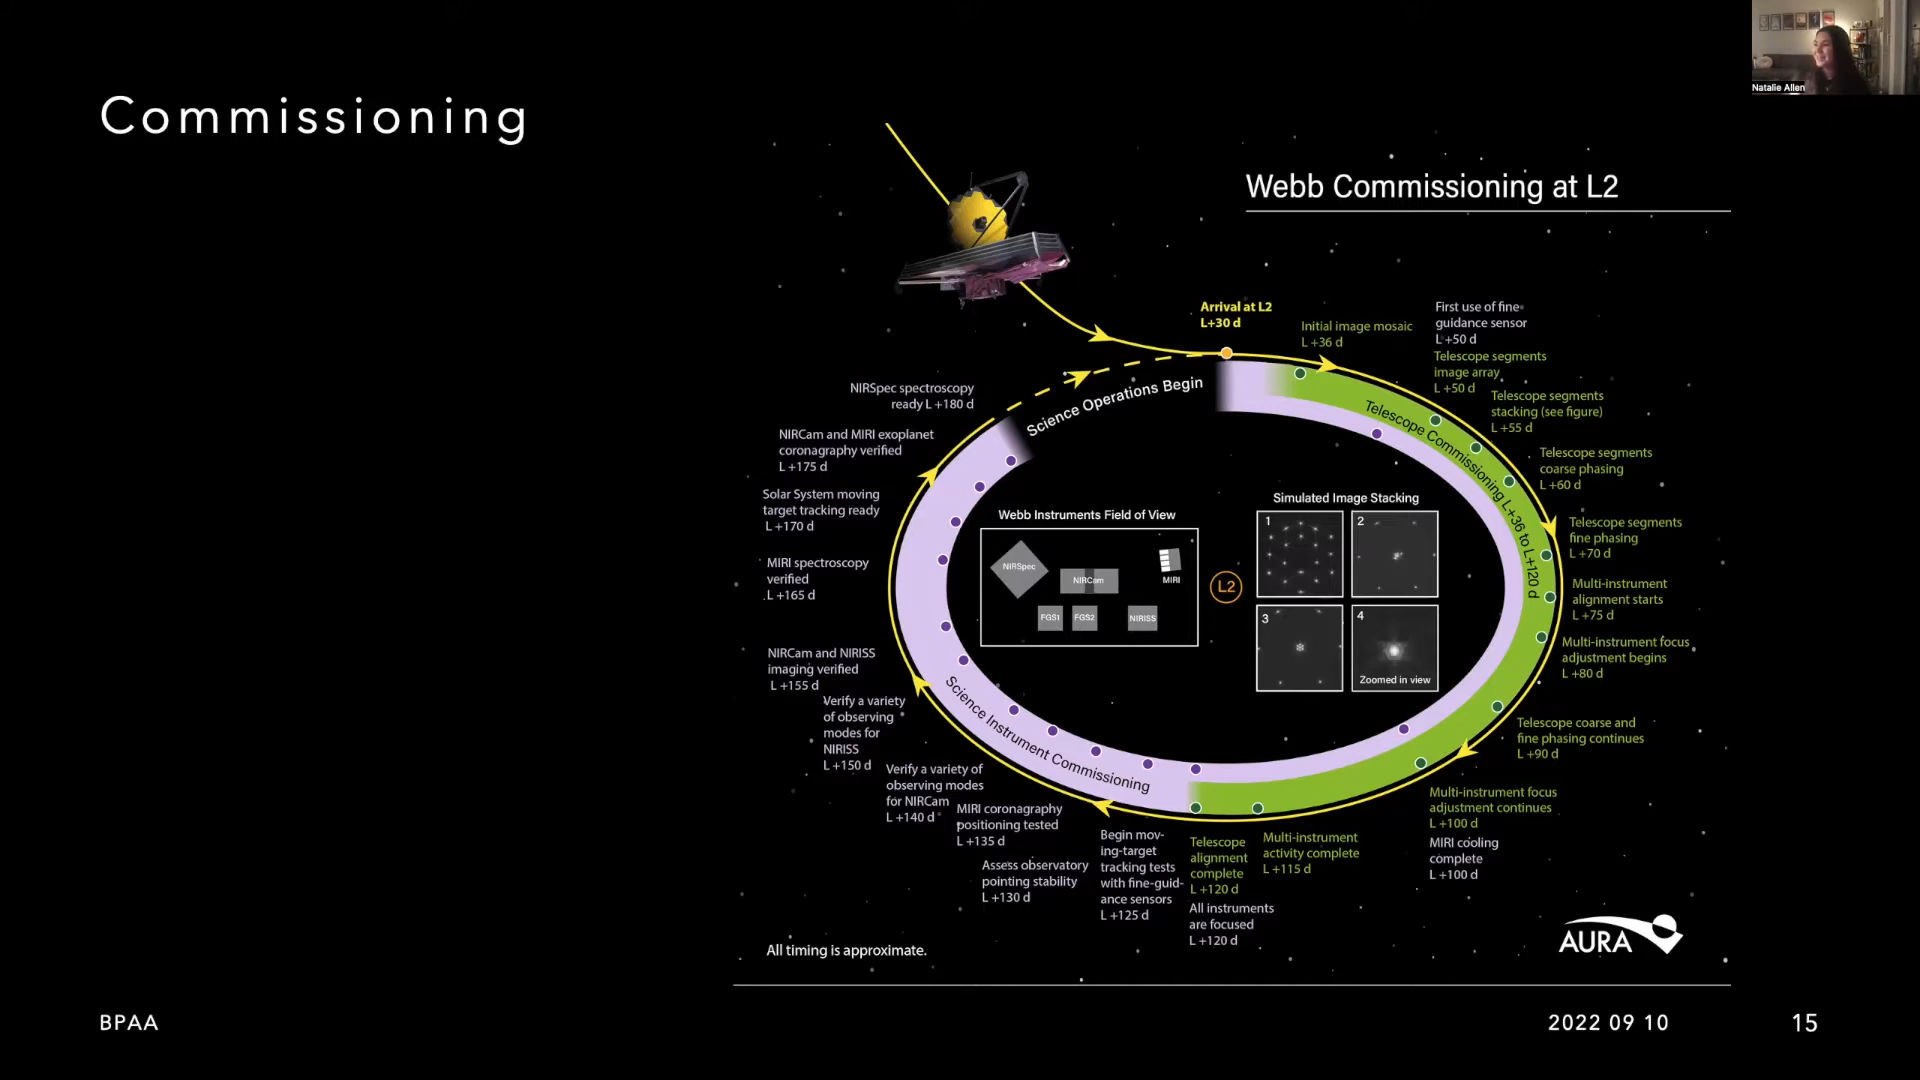 Commissioning
Natalie Allen
Webb Commissioning at L2
Arrival at L2
L+30 d
Initial image mosaic
L +36 d
First use of fine-
guidance sensor
L +50 d
Telescope segments
image array
L +50 d
Telescope segments
stacking (see figure)
L +55 d
Telescope segments
coarse phasing
L +60 d
Telescope segments
fine phasing
L +70 d
Multi-instrument
alignment starts
L +75 d
Multi-instrument focus
adjustment begins
L +80 d
Telescope coarse and
fine phasing continues
L +90 d
Multi-instrument focus
adjustment continues
L +100 d
MIRI cooling
complete
L +100 d
Multi-instrument
activity complete
L +115 d
Telescope
alignment
complete
L +120 d
All instruments
are focused
L +120 d
Begin mov-
ing-target
tracking tests
with fine-guid-
ance sensors
L +125 d
Assess observatory
pointing stability
L +130 d
MIRI coronagraphy
positioning tested
L +135 d
Verify a variety of
observing modes
for NIRCam
L +140 d
Verify a variety
of observing
modes for
NIRISS
L +150 d
NIRCam and NIRISS
imaging verified
L +155 d
MIRI spectroscopy
verified
L +165 d
Solar System moving
target tracking ready
L +170 d
NIRCam and MIRI exoplanet
coronagraphy verified
L +175 d
NIRSpec spectroscopy
ready L +180 d
Science Operations Begin
Telescope Commissioning L+36 to L+120 d
Science Instrument Commissioning
Webb Instruments Field of View
NIRSpec
NIRCam
MIRI
FGS1
FGS2
NIRISS
L2
Simulated Image Stacking
1
2
3
4
Zoomed in view
All timing is approximate.
AURA
BPAA
2022 09 10
15